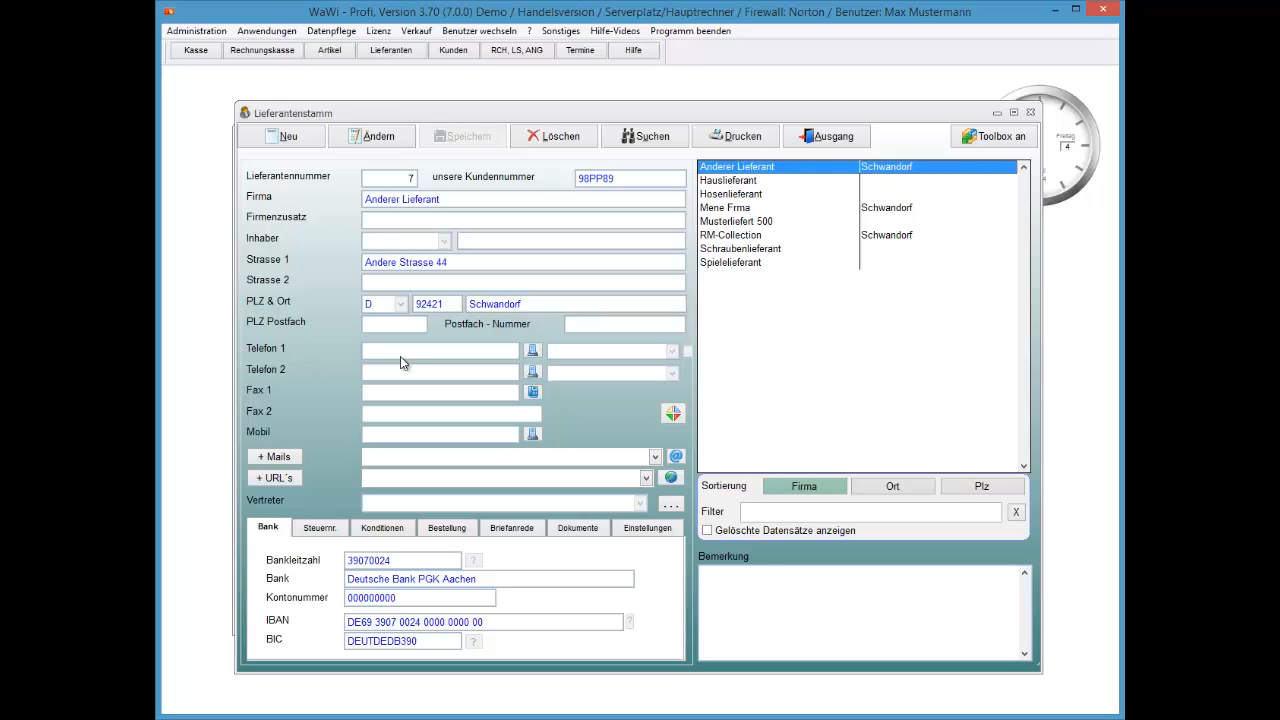 WaWi - Profi, Version 3.70 (7.0.0) Demo / Handelsversion / Serverplatz/Hauptrechner / Firewall: Norton / Benutzer: Max Mustermann
Administration Anwendungen Datenpflege Lizenz Verkauf Benutzer wechseln ? Sonstiges Hilfe-Videos Programm beenden
Kasse Rechnungskasse Artikel Lieferanten Kunden RCH, LS, ANG Termine Hilfe
Freitag
4
Lieferantenstamm
Neu Ändern Speichern Löschen Suchen Drucken Ausgang Toolbox an
Lieferantennummer 7 unsere Kundennummer 98PP89
Firma Anderer Lieferant
Firmenzusatz
Inhaber
Strasse 1 Andere Strasse 44
Strasse 2
PLZ & Ort D 92421 Schwandorf
PLZ Postfach Postfach - Nummer
Telefon 1
Telefon 2
Fax 1
Fax 2
Mobil
+ Mails @
+ URL´s
Vertreter ...
Bank Steuernr. Konditionen Bestellung Briefanrede Dokumente Einstellungen
Bankleitzahl 39070024 ?
Bank Deutsche Bank PGK Aachen
Kontonummer 000000000
IBAN DE69 3907 0024 0000 0000 00 ?
BIC DEUTDEDB390 ?
Anderer Lieferant Schwandorf
Hauslieferant
Hosenlieferant
Mene Frma Schwandorf
Musterliefert 500
RM-Collection Schwandorf
Schraubenlieferant
Spielelieferant
Sortierung Firma Ort Plz
Filter X
Gelöschte Datensätze anzeigen
Bemerkung